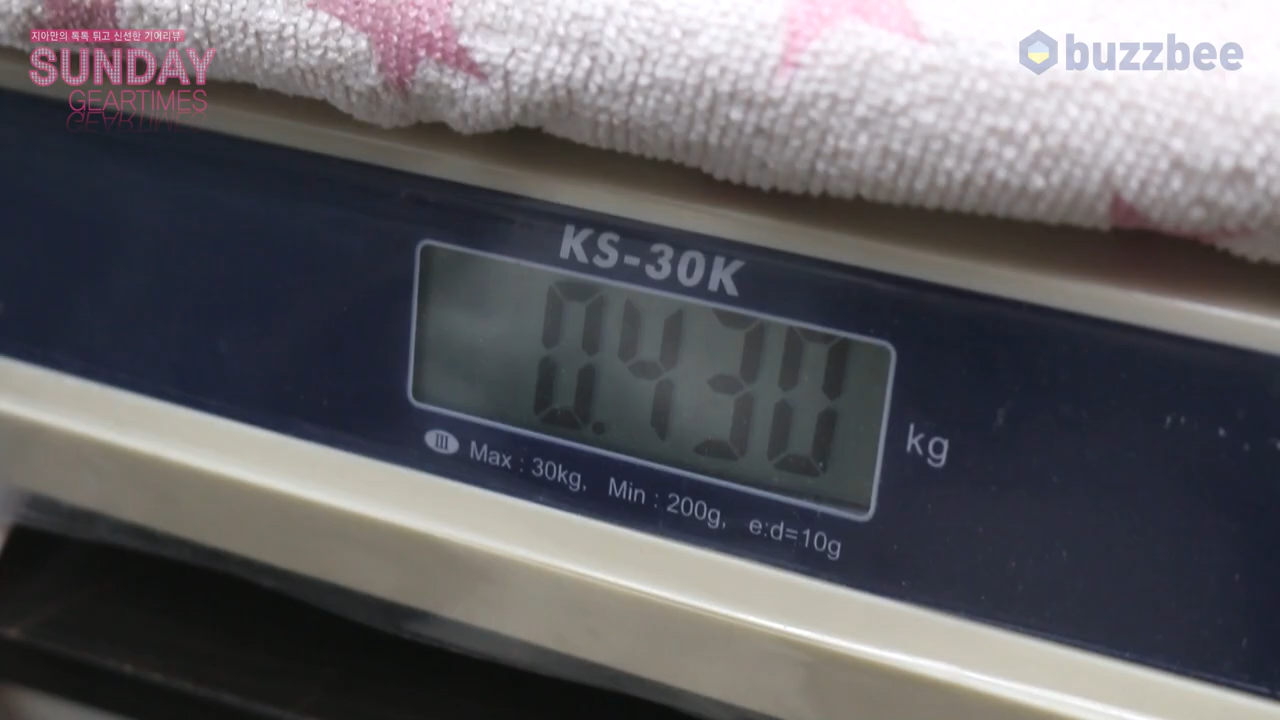 지아만의 톡톡 튀고 신선한 기어리뷰
SUNDAY
GEARTIMES
buzzbee
KS-30K
0.430
kg
III Max : 30kg, Min : 200g, e:d=10g